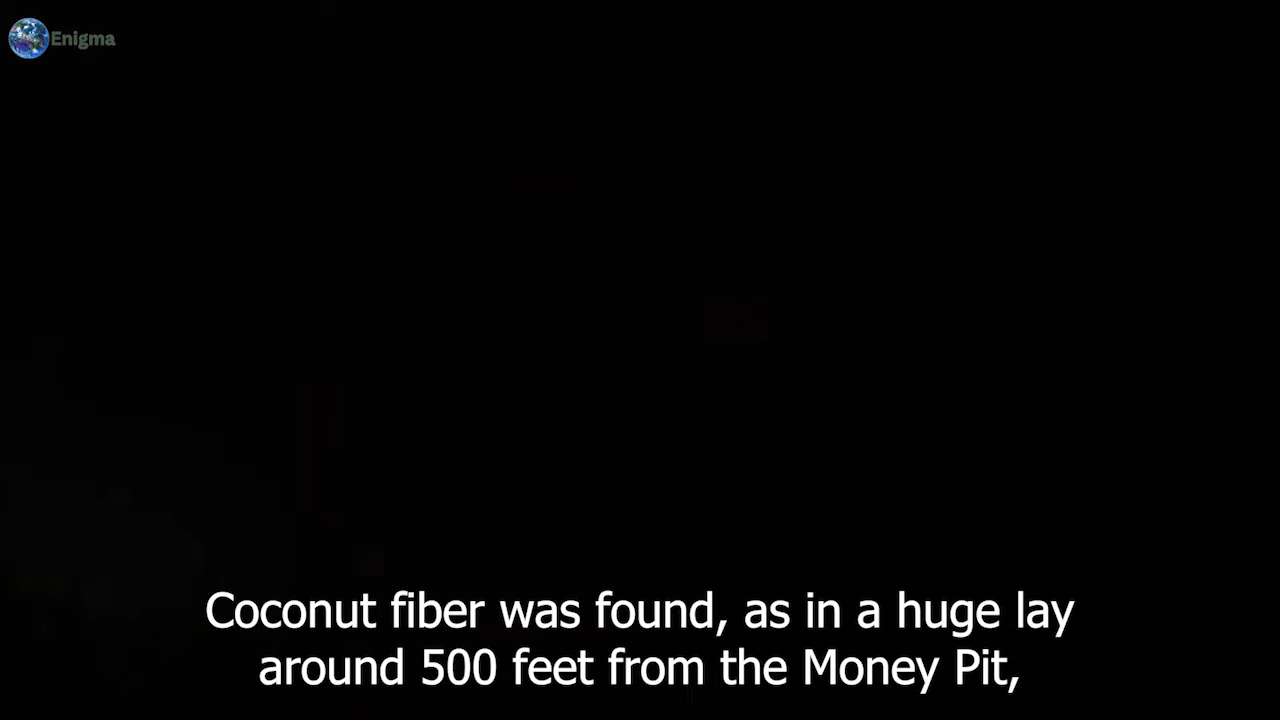 Enigma
Coconut fiber was found, as in a huge lay
around 500 feet from the Money Pit,